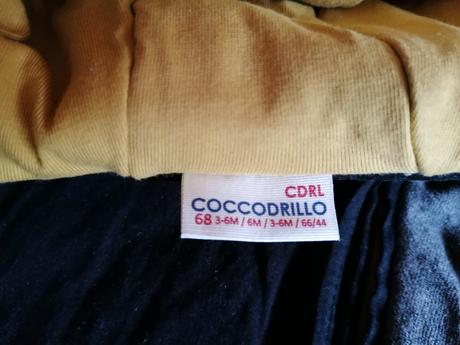 CDRL
COCCODRILLO
68 3-6M / 6M / 3-6M / 66/44